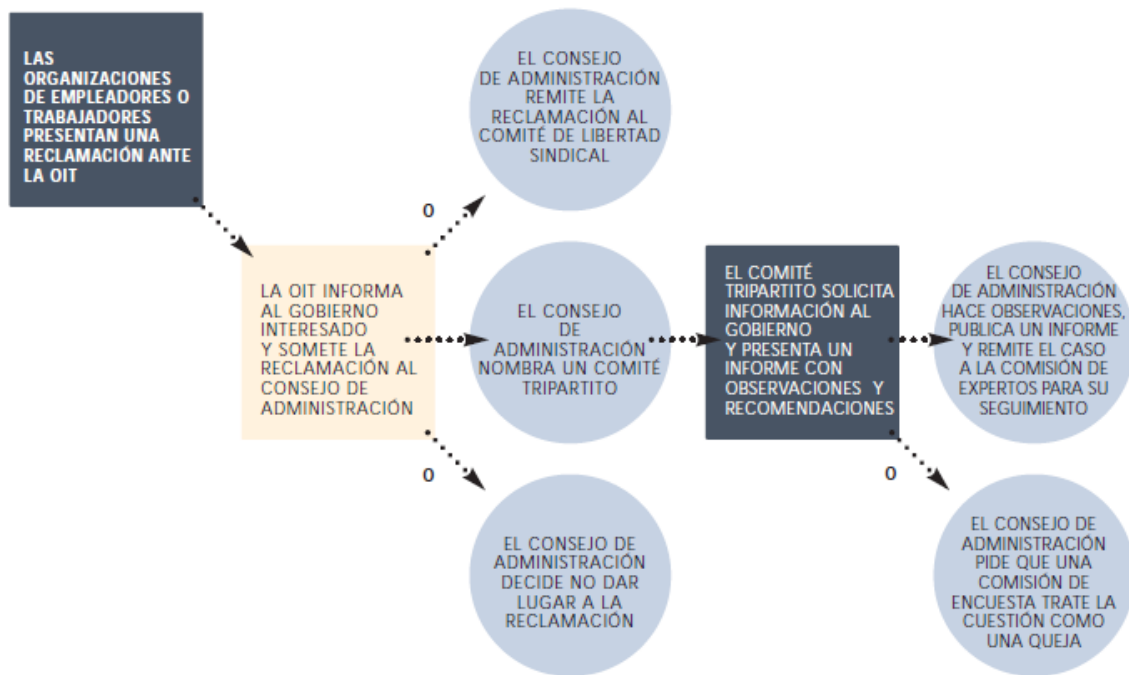 LAS
ORGANIZACIONES
DE EMPLEADORES O
TRABAJADORES
PRESENTAN UNA
RECLAMACIÓN ANTE
LA OIT
EL CONSEJO
DE ADMINISTRACIÓN
REMITE LA
RECLAMACIÓN AL
COMITÉ DE LIBERTAD
SINDICAL
O
LA OIT INFORMA
AL GOBIERNO
INTERESADO
Y SOMETE LA
RECLAMACIÓN AL
CONSEJO DE
ADMINISTRACIÓN
EL CONSEJO
DE
ADMINISTRACIÓN
NOMBRA UN COMITÉ
TRIPARTITO
EL COMITÉ
TRIPARTITO SOLICITA
INFORMACIÓN AL
GOBIERNO
Y PRESENTA UN
INFORME CON
OBSERVACIONES Y
RECOMENDACIONES
EL CONSEJO
DE ADMINISTRACIÓN
HACE OBSERVACIONES,
PUBLICA UN INFORME
Y REMITE EL CASO
A LA COMISIÓN DE
EXPERTOS PARA SU
SEGUIMIENTO
O
EL CONSEJO DE
ADMINISTRACIÓN
DECIDE NO DAR
LUGAR A LA
RECLAMACIÓN
O
EL CONSEJO DE
ADMINISTRACIÓN
PIDE QUE UNA
COMISIÓN DE
ENCUESTA TRATE LA
CUESTIÓN COMO
UNA QUEJA